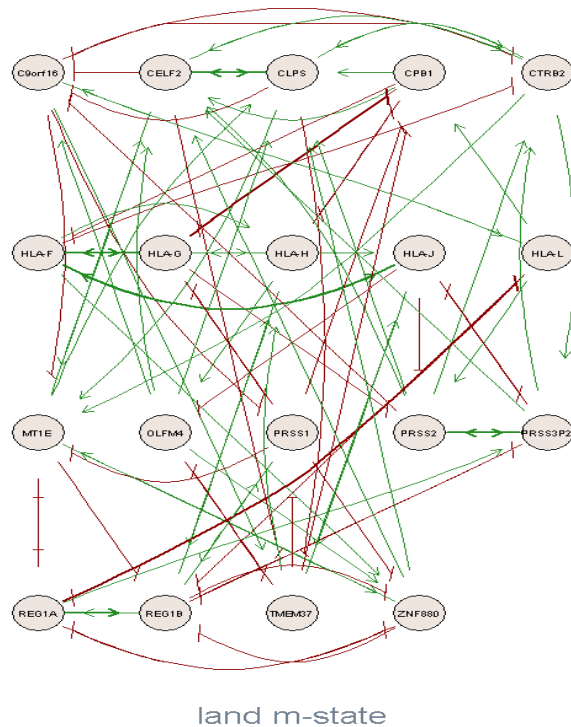 C9orf16 CELF2 CLPS CPB1 CTRB2
HLA-F HLA-G HLA-H HLA-J HLA-L
MT1E OLFM4 PRSS1 PRSS2 PRSS3P2
REG1A REG1B TMEM37 ZNF880
land m-state